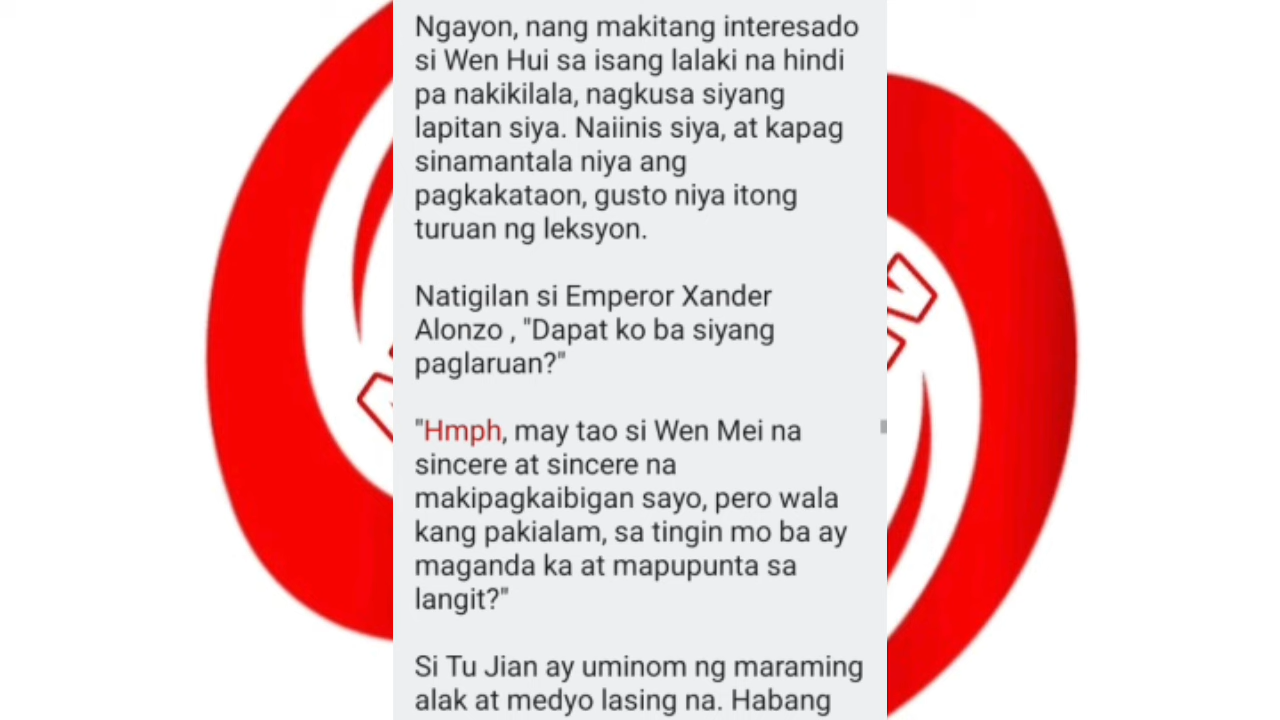 Ngayon, nang makitang interesado
si Wen Hui sa isang lalaki na hindi
pa nakikilala, nagkusa siyang
lapitan siya. Naiinis siya, at kapag
sinamantala niya ang
pagkakataon, gusto niya itong
turuan ng leksyon.
Natigilan si Emperor Xander
Alonzo , "Dapat ko ba siyang
paglaruan?"
"Hmph, may tao si Wen Mei na
sincere at sincere na
makipagkaibigan sayo, pero wala
kang pakialam, sa tingin mo ba ay
maganda ka at mapupunta sa
langit?"
Si Tu Jian ay uminom ng maraming
alak at medyo lasing na. Habang